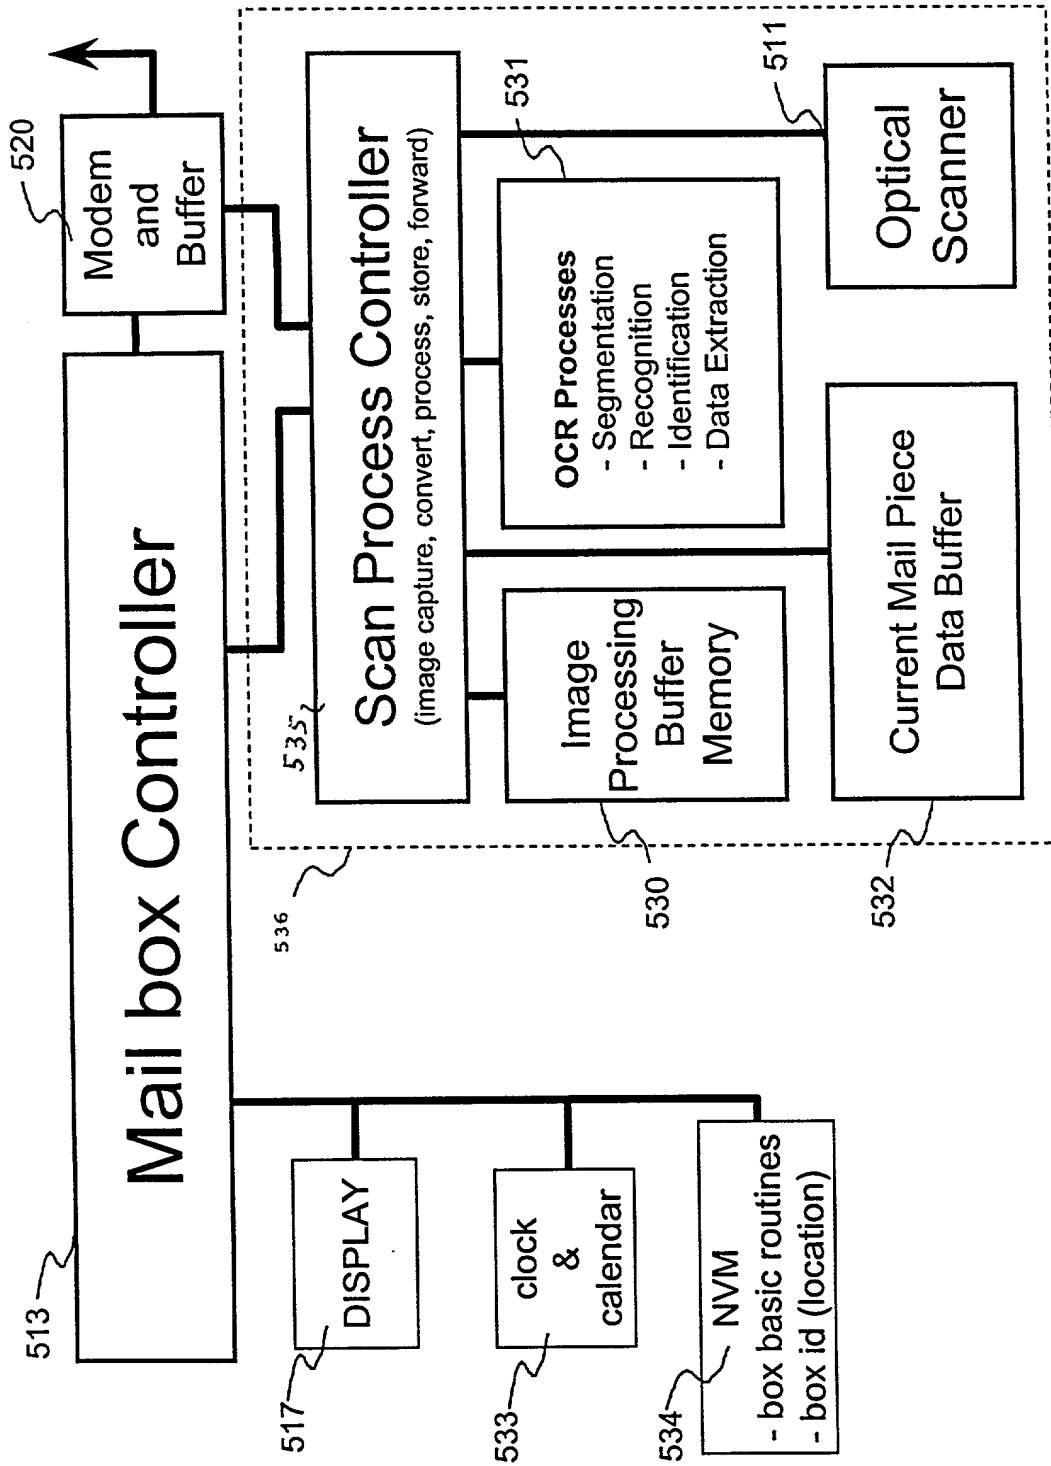 513
Mail box Controller
520
Modem
and
Buffer
517
DISPLAY
533
clock
&
calendar
534
NVM
- box basic routines
- box id (location)
536
535
Scan Process Controller
(image capture, convert, process, store, forward)
530
Image
Processing
Buffer
Memory
531
OCR Processes
- Segmentation
- Recognition
- Identification
- Data Extraction
532
Current Mail Piece
Data Buffer
511
Optical
Scanner